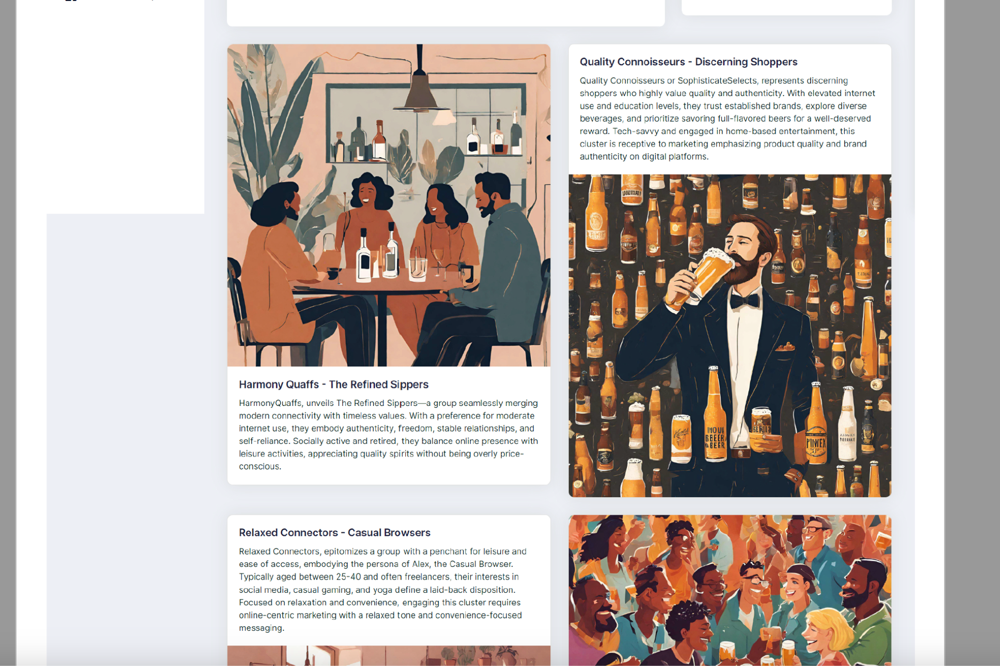 Quality Connoisseurs - Discerning Shoppers
Quality Connoisseurs or SophisticateSelects, represents discerning
shoppers who highly value quality and authenticity. With elevated internet
use and education levels, they trust established brands, explore diverse
beverages, and prioritize savoring full-flavored beers for a well-deserved
reward. Tech-savvy and engaged in home-based entertainment, this
cluster is receptive to marketing emphasizing product quality and brand
authenticity on digital platforms.
INOUU
BEEER
& BEER
PIMEX
Harmony Quaffs - The Refined Sippers
HarmonyQuaffs, unveils The Refined Sippers—a group seamlessly merging
modern connectivity with timeless values. With a preference for moderate
internet use, they embody authenticity, freedom, stable relationships, and
self-reliance. Socially active and retired, they balance online presence with
leisure activities, appreciating quality spirits without being overly price-
conscious.
Relaxed Connectors - Casual Browsers
Relaxed Connectors, epitomizes a group with a penchant for leisure and
ease of access, embodying the persona of Alex, the Casual Browser.
Typically aged between 25-40 and often freelancers, their interests in
social media, casual gaming, and yoga define a laid-back disposition.
Focused on relaxation and convenience, engaging this cluster requires
online-centric marketing with a relaxed tone and convenience-focused
messaging.